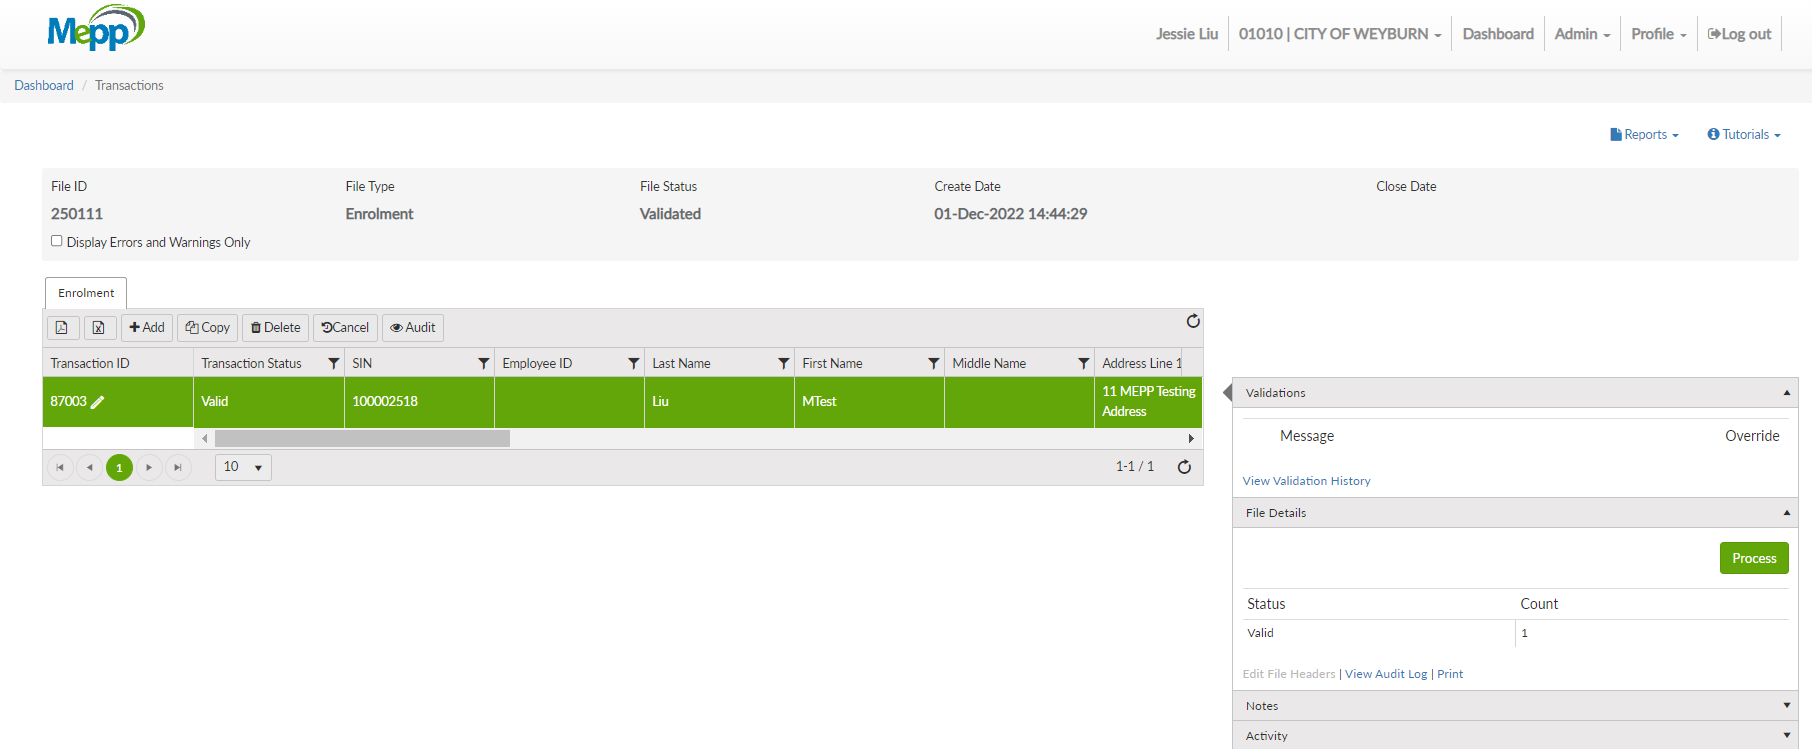 Mepp
Jessie Liu
01010 | CITY OF WEYBURN
Dashboard
Admin
Profile
Log out
Dashboard / Transactions
Reports
Tutorials
File ID
File Type
File Status
Create Date
Close Date
250111
Enrolment
Validated
01-Dec-2022 14:44:29
Display Errors and Warnings Only
Enrolment
Add
Copy
Delete
Cancel
Audit
Transaction ID
Transaction Status
SIN
Employee ID
Last Name
First Name
Middle Name
Address Line 1
87003
Valid
100002518
Liu
MTest
11 MEPP Testing
Address
1
10
1-1 / 1
Validations
Message
Override
View Validation History
File Details
Process
Status
Count
Valid
1
Edit File Headers | View Audit Log | Print
Notes
Activity